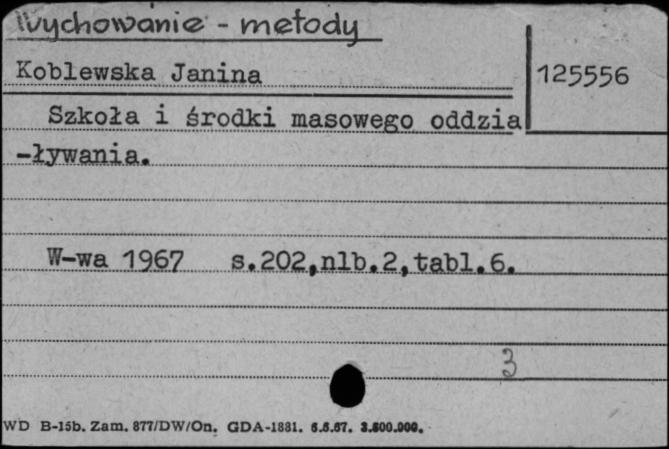 Wychowanie - metody
Koblewska Janina
125556
Szkoła i środki masowego oddzia
-ływania.
W-wa 1967 s.202,nlb.2,tabl.6.
3
WD B-15b. Zam. 877/DW/On. GDA-1881. 6.6.67. 3.500.000.